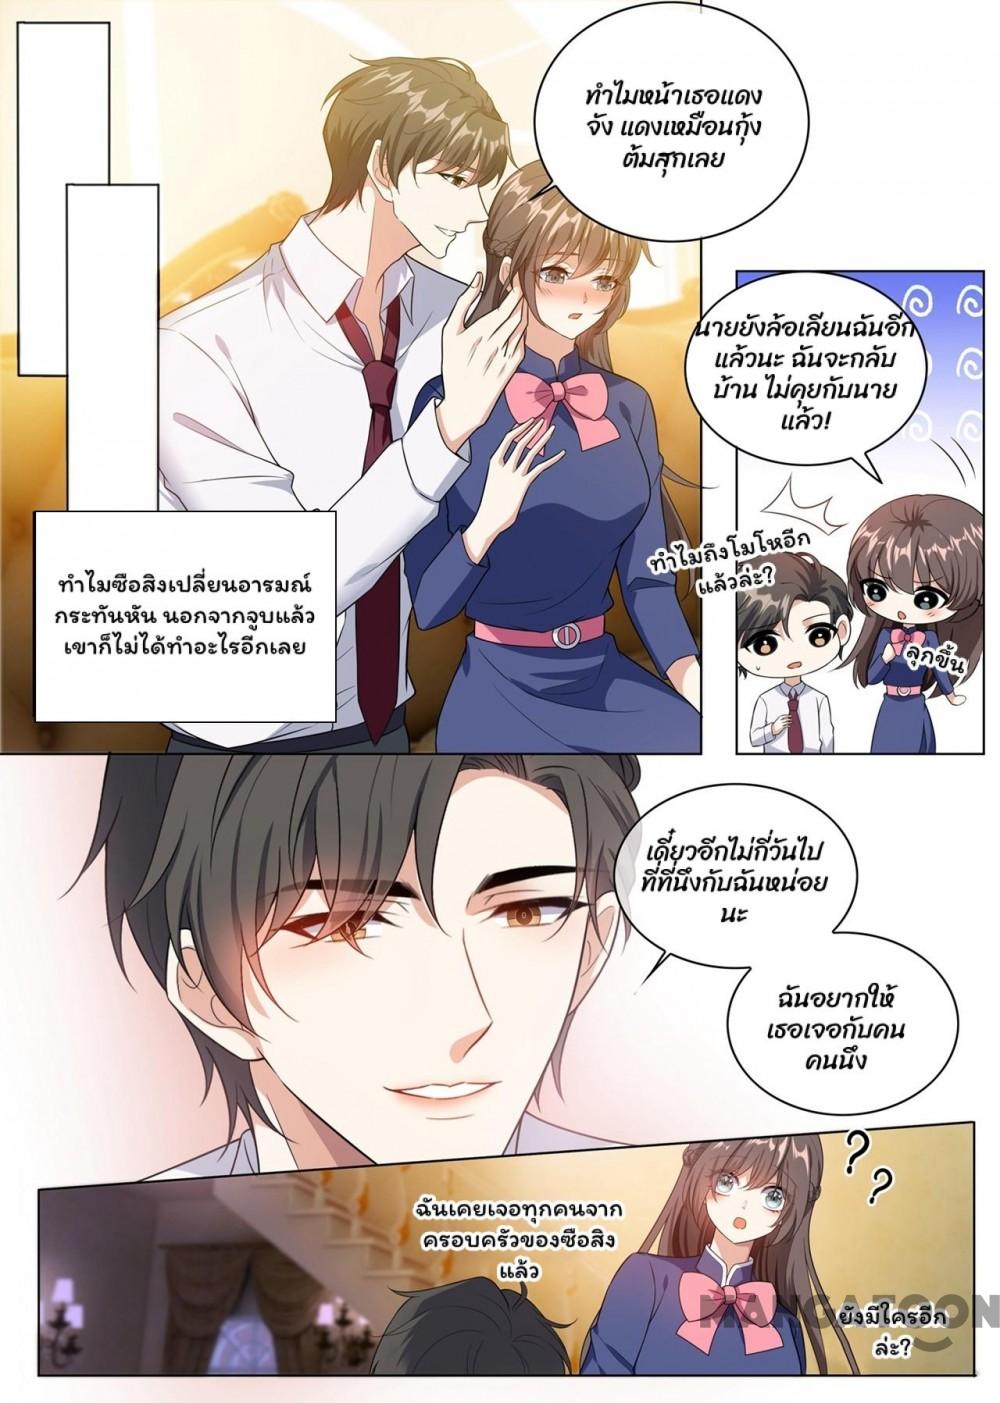 ทำไมหน้าเธอแดง
จัง แดงเหมือนกุ้ง
ต้มสุกเลย
นายยังล้อเลียนฉันอีก
แล้วนะ ฉันจะกลับ
บ้าน ไม่คุยกับนาย
แล้ว!
ทำไมถึงโมโหอีก
แล้วล่ะ?
ลุกขึ้น
ทำไมซือสิงเปลี่ยนอารมณ์
กระทันหัน นอกจากจูบแล้ว
เขาก็ไม่ได้ทำอะไรอีกเลย
เดี๋ยวอีกไม่กี่วันไป
ที่ที่นึงกับฉันหน่อย
นะ
ฉันอยากให้
เธอเจอกับคน
คนนึง
? ?
ฉันเคยเจอทุกคนจาก
ครอบครัวของซือสิง
แล้ว
ยังมีใครอีก
ล่ะ?
MANGATOON